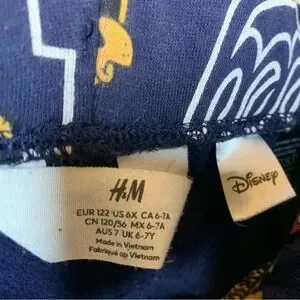 H&M
EUR 122 US 6X CA 6-7A
CN 120/56 MX 6-7A
AUS 7 UK 6-7Y
Made in Vietnam
Fabriqué au Vietnam
Disney